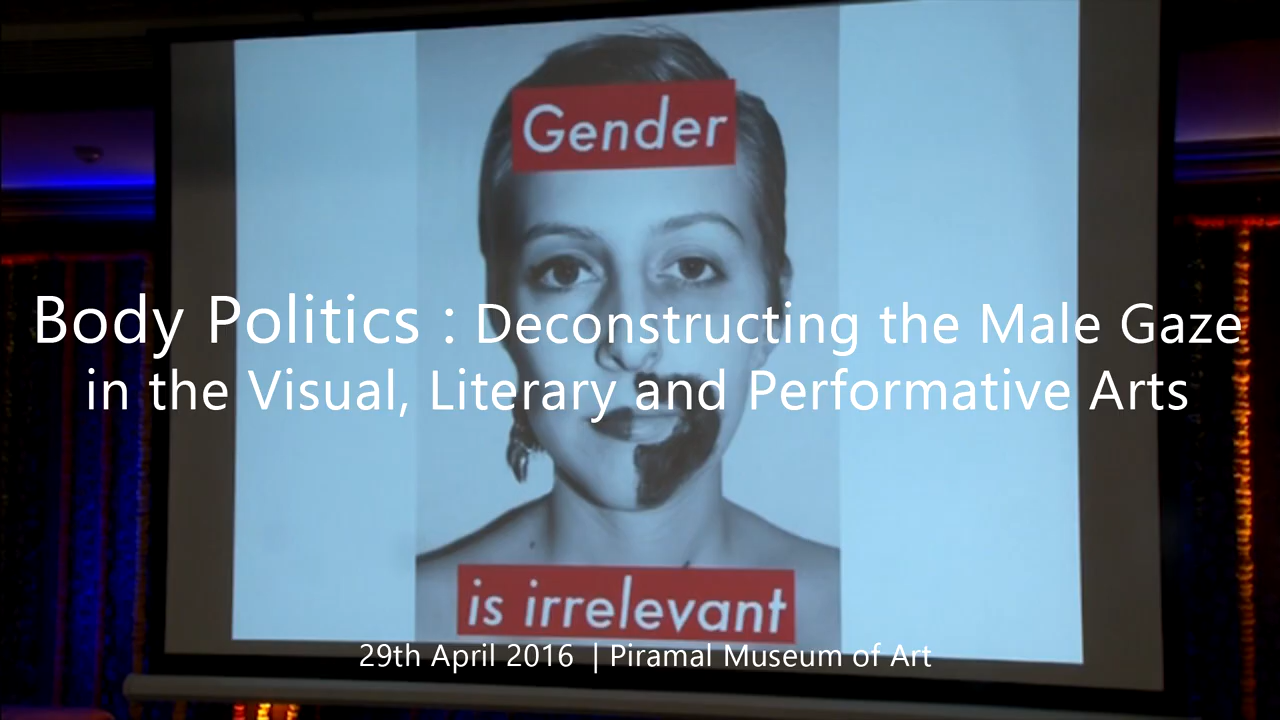 Gender
Body Politics : Deconstructing the Male Gaze
in the Visual, Literary and Performative Arts
is irrelevant
29th April 2016 | Piramal Museum of Art